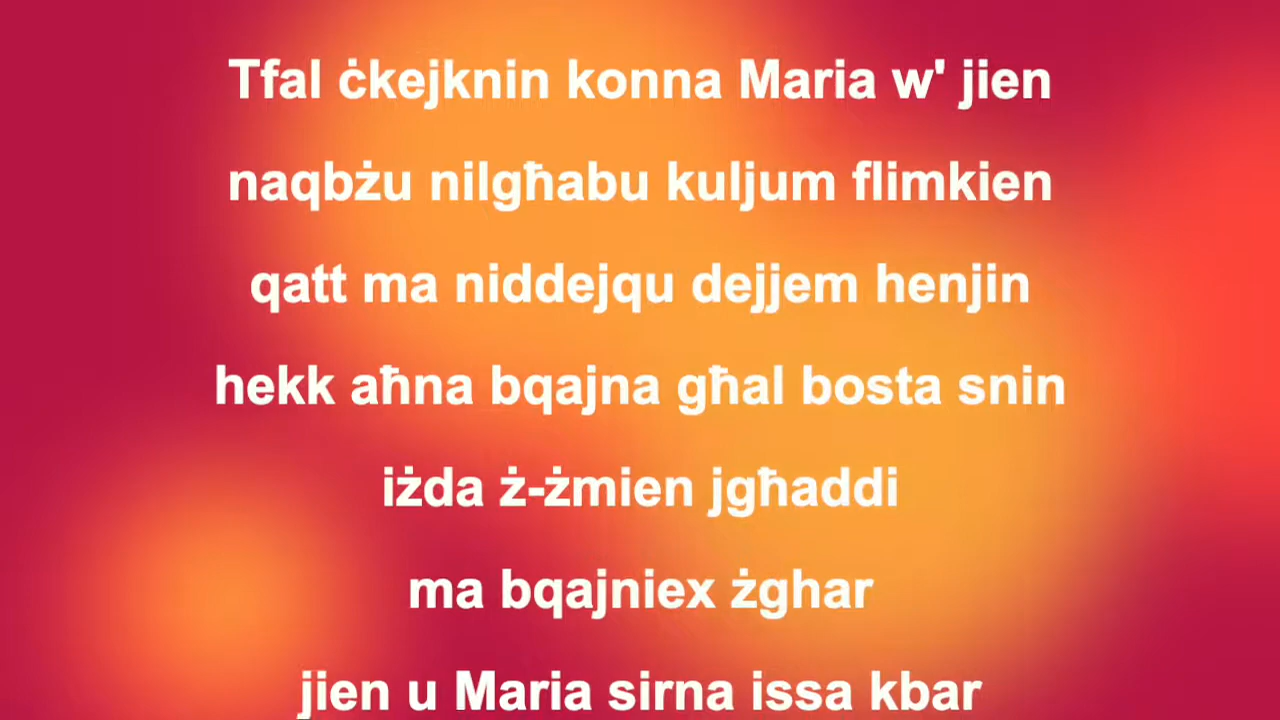 Tfal ċkejknin konna Maria w' jien
naqbżu nilgħabu kuljum flimkien
qatt ma niddejqu dejjem henjin
hekk aħna bqajna għal bosta snin
iżda ż-żmien jgħaddi
ma bqajniex żghar
jien u Maria sirna issa kbar